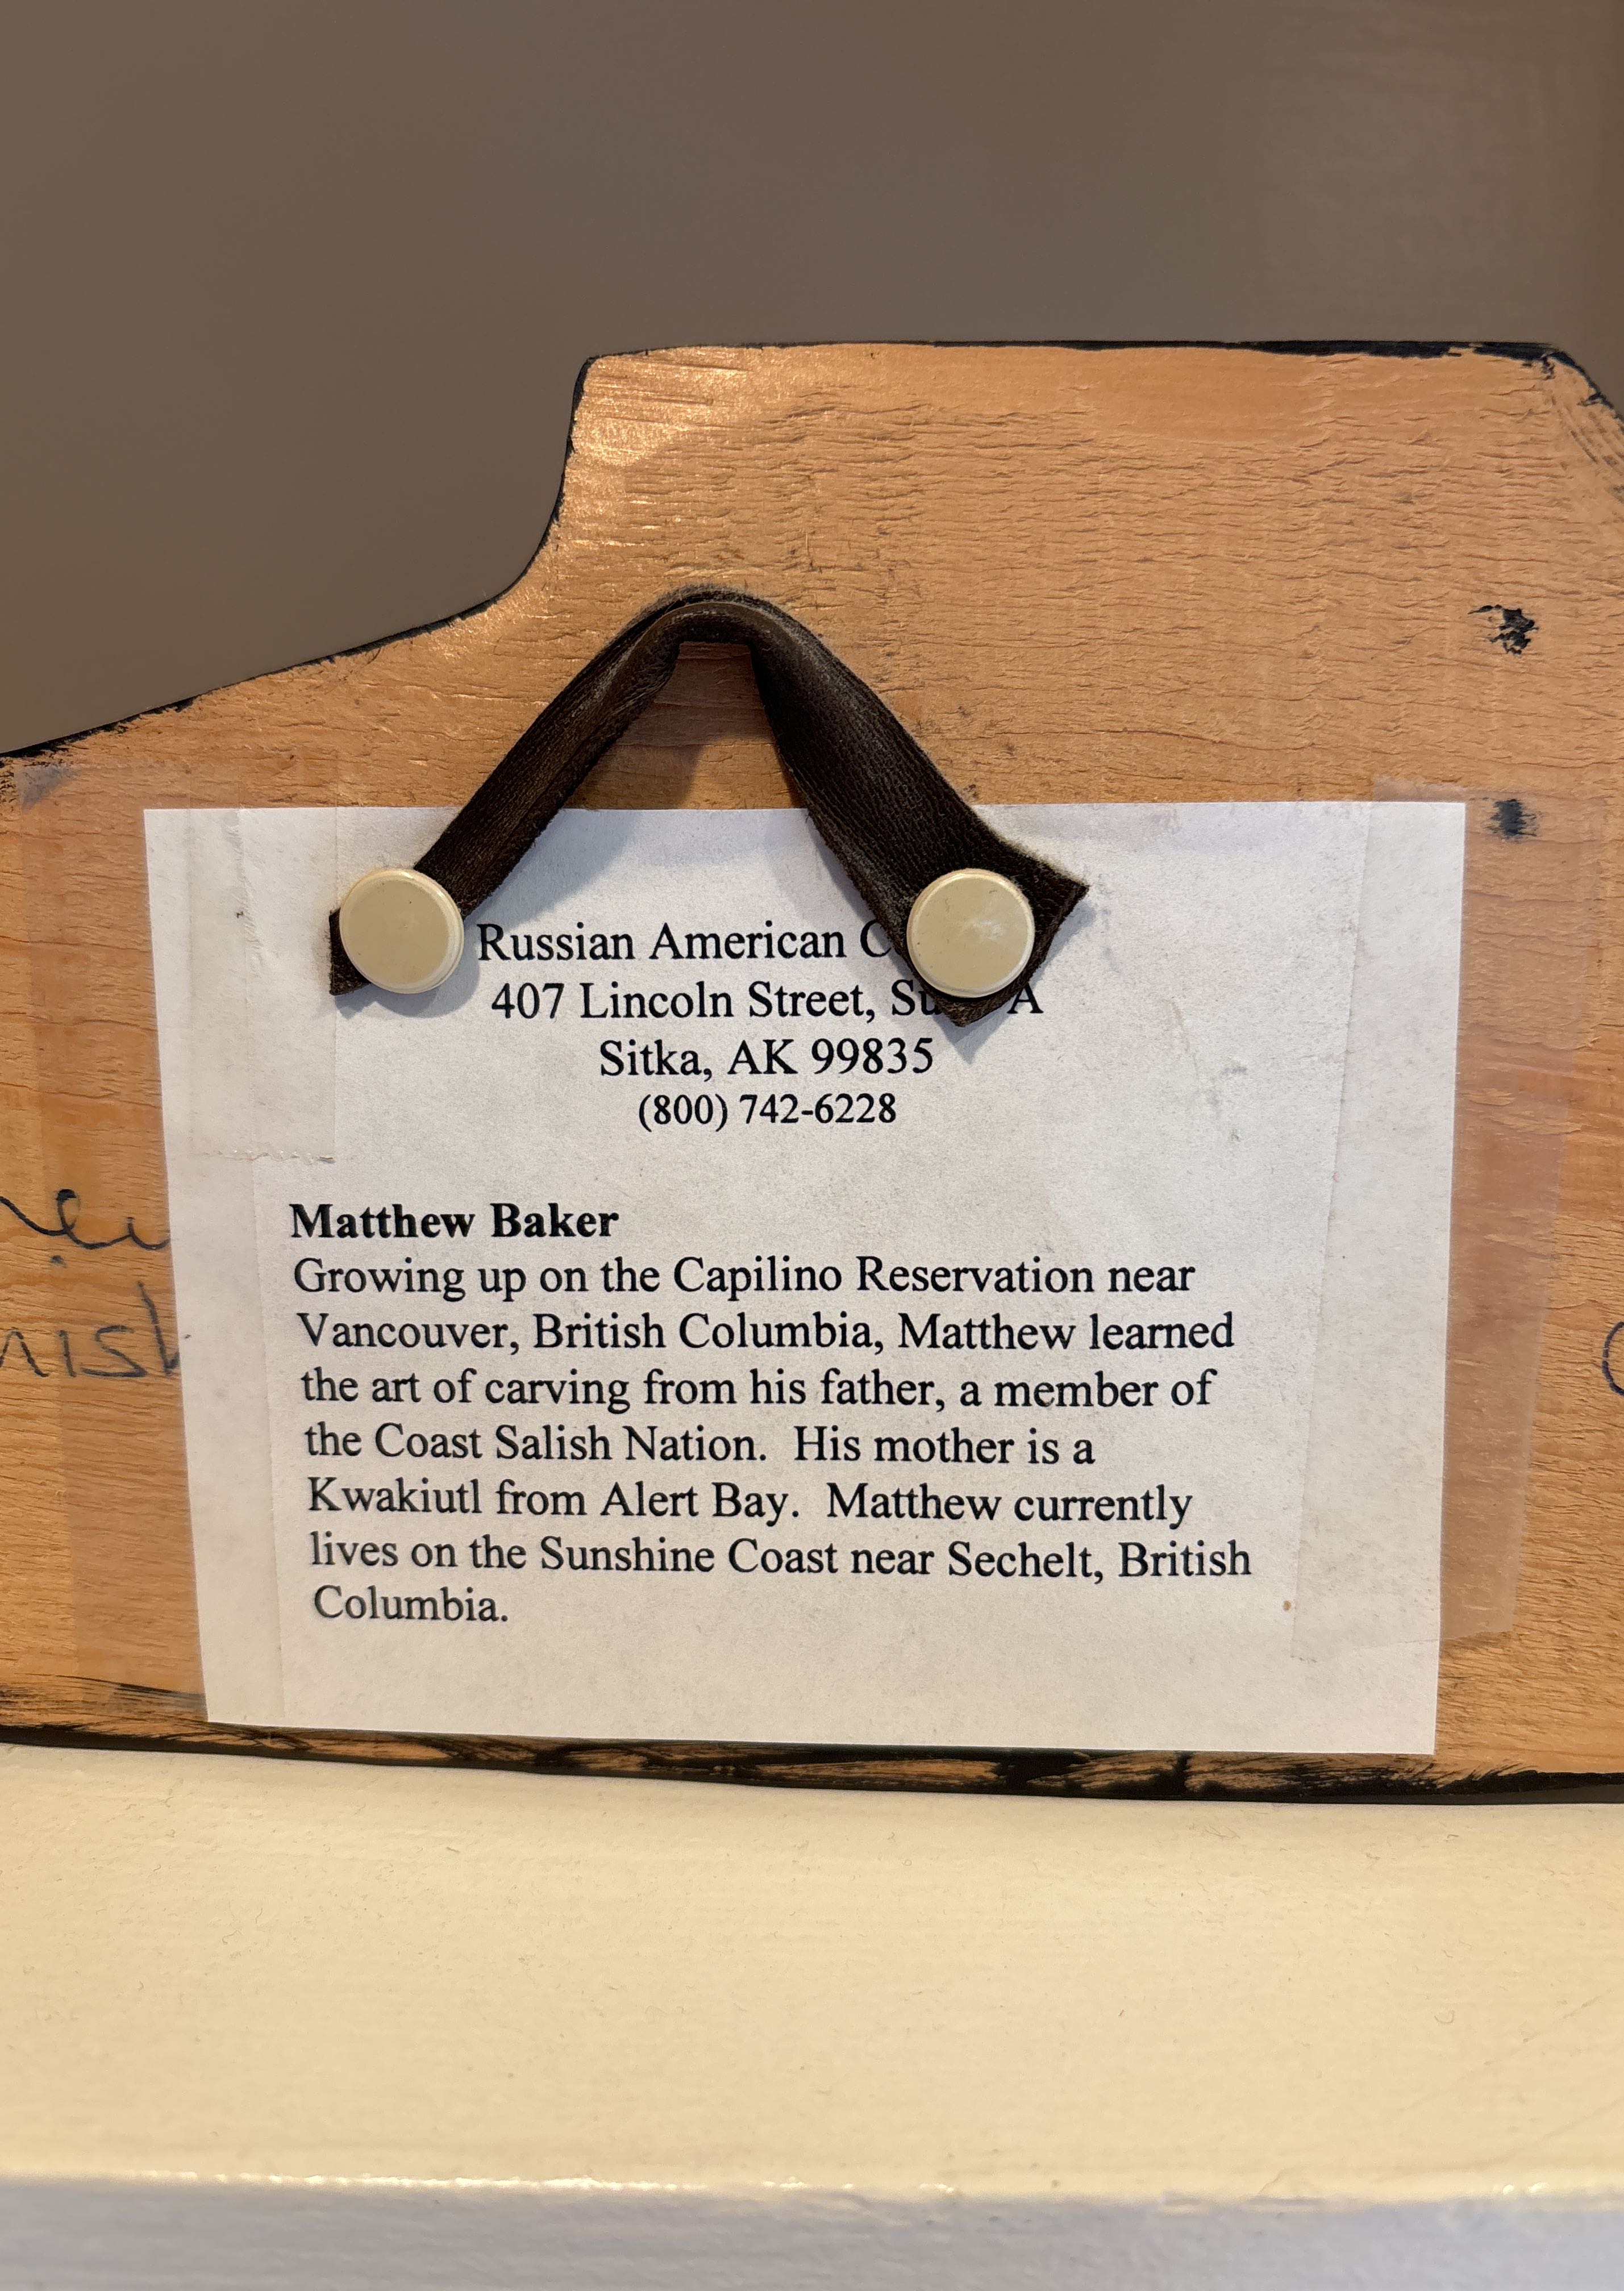 Russian American
407 Lincoln Street, A
Sitka, AK 99835
(800) 742-6228
Matthew Baker
Growing up on the Capilino Reservation near
Vancouver, British Columbia, Matthew learned
the art of carving from his father, a member of
the Coast Salish Nation. His mother is a
Kwakiutl from Alert Bay. Matthew currently
lives on the Sunshine Coast near Sechelt, British
Columbia.